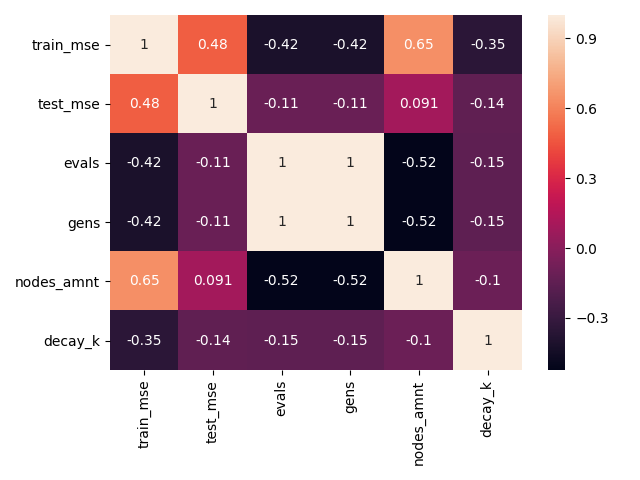 train_mse 1 0.48 -0.42 -0.42 0.65 -0.35 0.9
test_mse 0.48 1 -0.11 -0.11 0.091 -0.14 0.6
evals -0.42 -0.11 1 1 -0.52 -0.15 0.3
gens -0.42 -0.11 1 1 -0.52 -0.15 0.0
nodes_amnt 0.65 0.091 -0.52 -0.52 1 -0.1 −0.3
decay_k -0.35 -0.14 -0.15 -0.15 -0.1 1
train_mse test_mse evals gens nodes_amnt decay_k